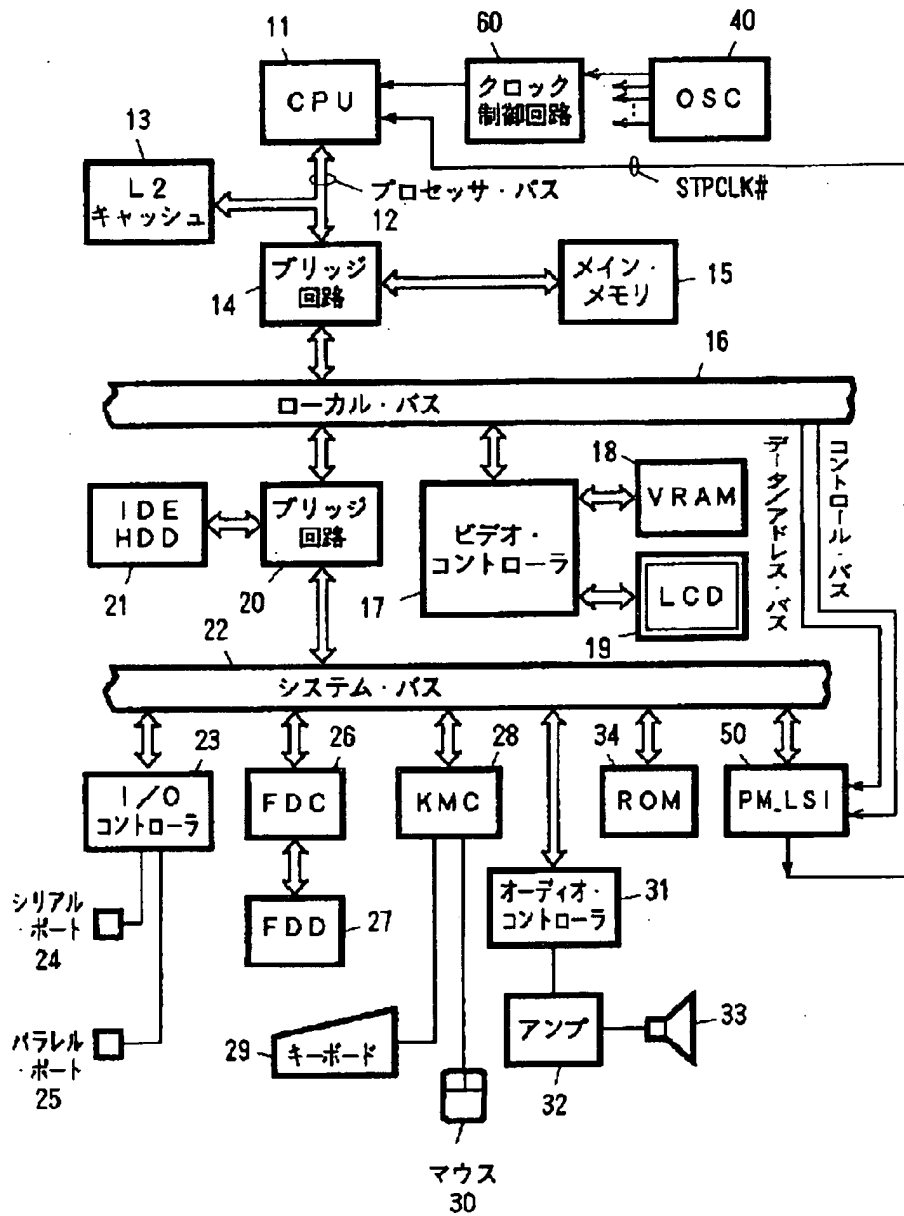 11
60
40
CPU
クロック
制御回路
OSC
13
L2
キャッシュ
プロセッサ・バス
12
STPCLK#
ブリッジ
回路
14
メイン・
メモリ
15
16
ローカル・バス
データ/アドレス・バス
コントロール・バス
IDE
HDD
21
ブリッジ
回路
20
ビデオ・
コントローラ
17
18
VRAM
LCD
19
22
システム・バス
23
I/O
コントローラ
26
FDC
28
KMC
34
ROM
50
PM_LSI
シリアル
・ポート
24
FDD
27
オーディオ・
コントローラ
31
パラレル
・ポート
25
29
キーボード
アンプ
32
33
マウス
30